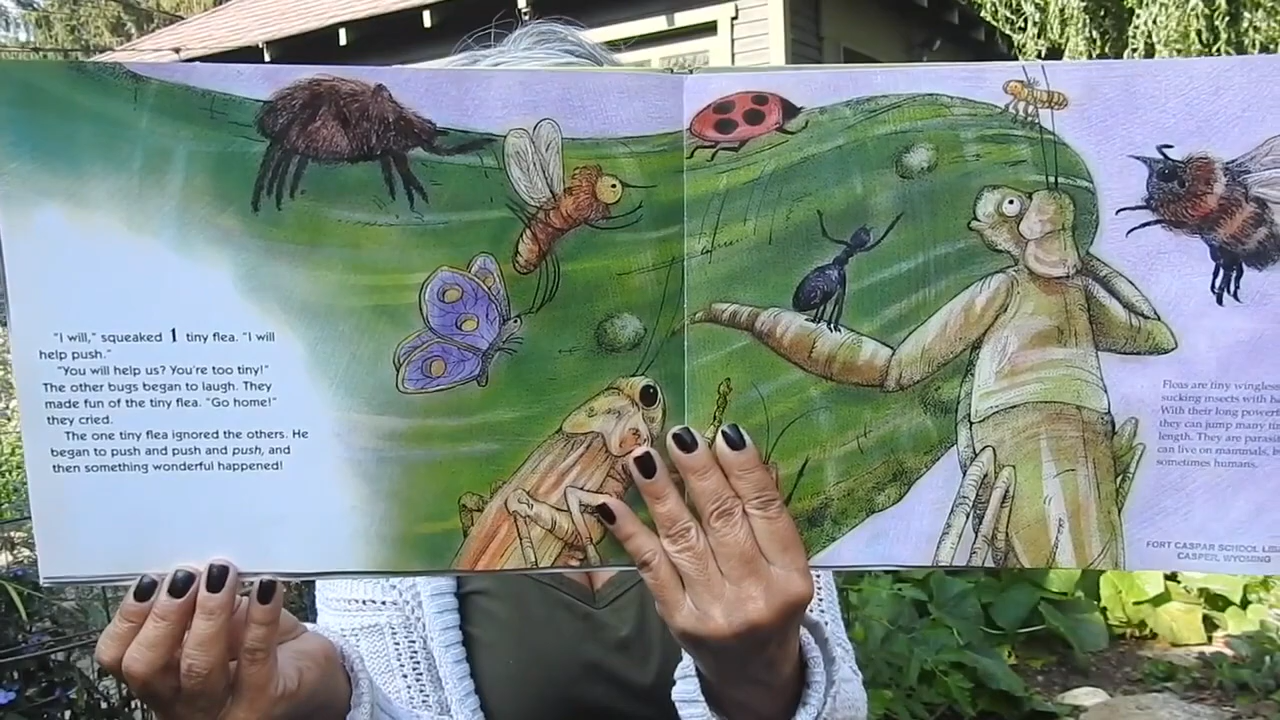 "I will," squeaked 1 tiny flea. "I will
help push."
"You will help us? You're too tiny!"
The other bugs began to laugh. They
made fun of the tiny flea. "Go home!"
they cried.
The one tiny flea ignored the others. He
began to push and push and push, and
then something wonderful happened!
Fleas are tiny wingless
sucking insects with
With their long power
they can jump many
length. They are paras
can live on mammals,
sometimes humans.
FORT CASPAR SCHOOL
CASPER, WYOMING